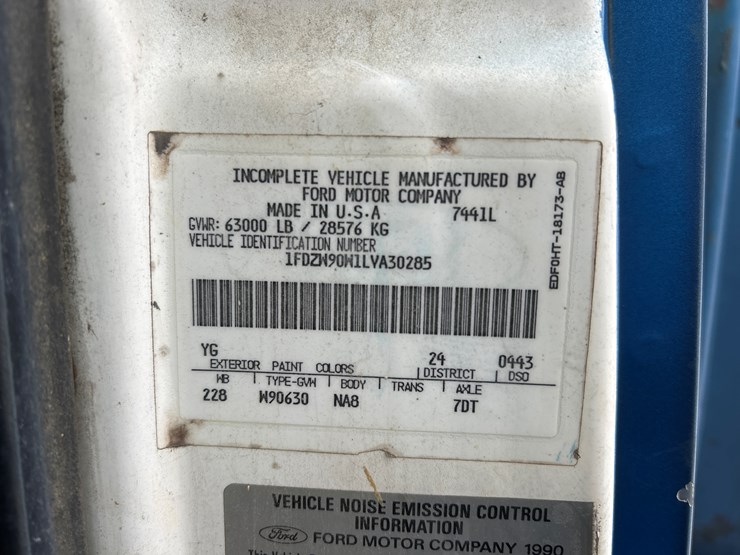 INCOMPLETE VEHICLE MANUFACTURED BY
FORD MOTOR COMPANY
MADE IN U.S.A 7441L
GVWR: 63000 LB / 28576 KG
VEHICLE IDENTIFICATION NUMBER
1FDZW90W1LVA30285
EDFOHT-18173-AB
YG 24 0443
EXTERIOR PAINT COLORS DISTRICT DSO
WB TYPE-GVW BODY TRANS AXLE
228 W90630 NA8 7DT
VEHICLE NOISE EMISSION CONTROL
INFORMATION
Ford FORD MOTOR COMPANY 1990